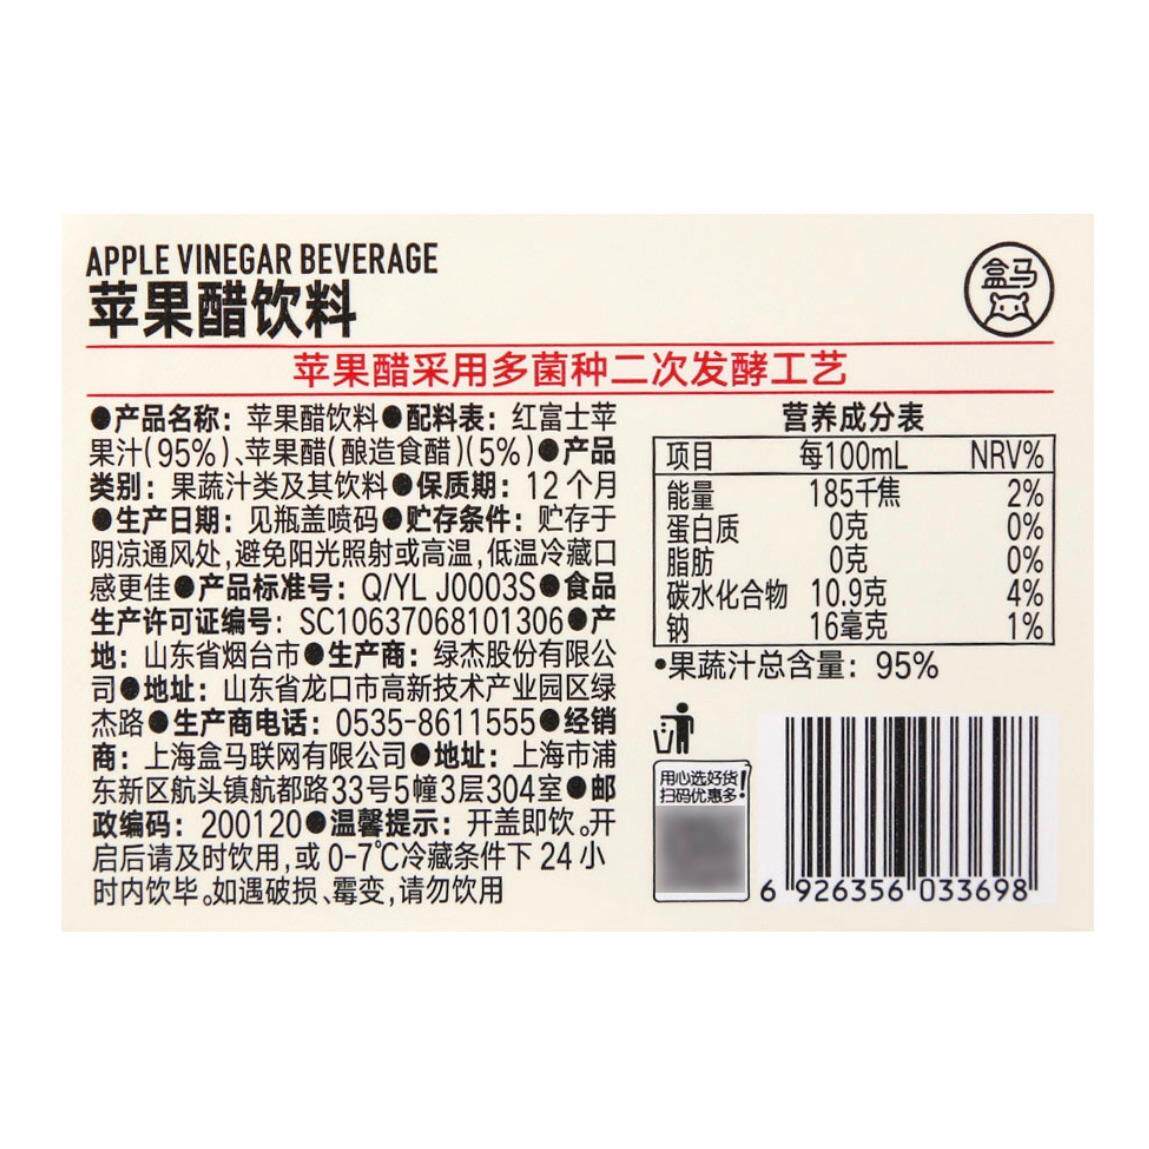 APPLE VINEGAR BEVERAGE
苹果醋饮料
盒马
苹果醋采用多菌种二次发酵工艺
●产品名称：苹果醋饮料●配料表：红富士苹
果汁(95%)、苹果醋(酿造食醋)(5%)●产品
类别：果蔬汁类及其饮料●保质期：12个月
●生产日期：见瓶盖喷码●贮存条件：贮存于
阴凉通风处,避免阳光照射或高温,低温冷藏口
感更佳●产品标准号：Q/YL J0003S●食品
生产许可证编号：SC10637068101306●产
地：山东省烟台市●生产商：绿杰股份有限公
司●地址：山东省龙口市高新技术产业园区绿
杰路●生产商电话：0535-8611555●经销
商：上海盒马联网有限公司●地址：上海市浦
东新区航头镇航都路33号5幢3层304室●邮
政编码：200120●温馨提示：开盖即饮。开
启后请及时饮用,或0-7℃冷藏条件下24小
时内饮毕。如遇破损、霉变,请勿饮用
营养成分表
项目 每100mL NRV%
能量 185千焦 2%
蛋白质 0克 0%
脂肪 0克 0%
碳水化合物 10.9克 4%
钠 16毫克 1%
•果蔬汁总含量：95%
用心选好货
扫码优惠多!
6 926356 033698